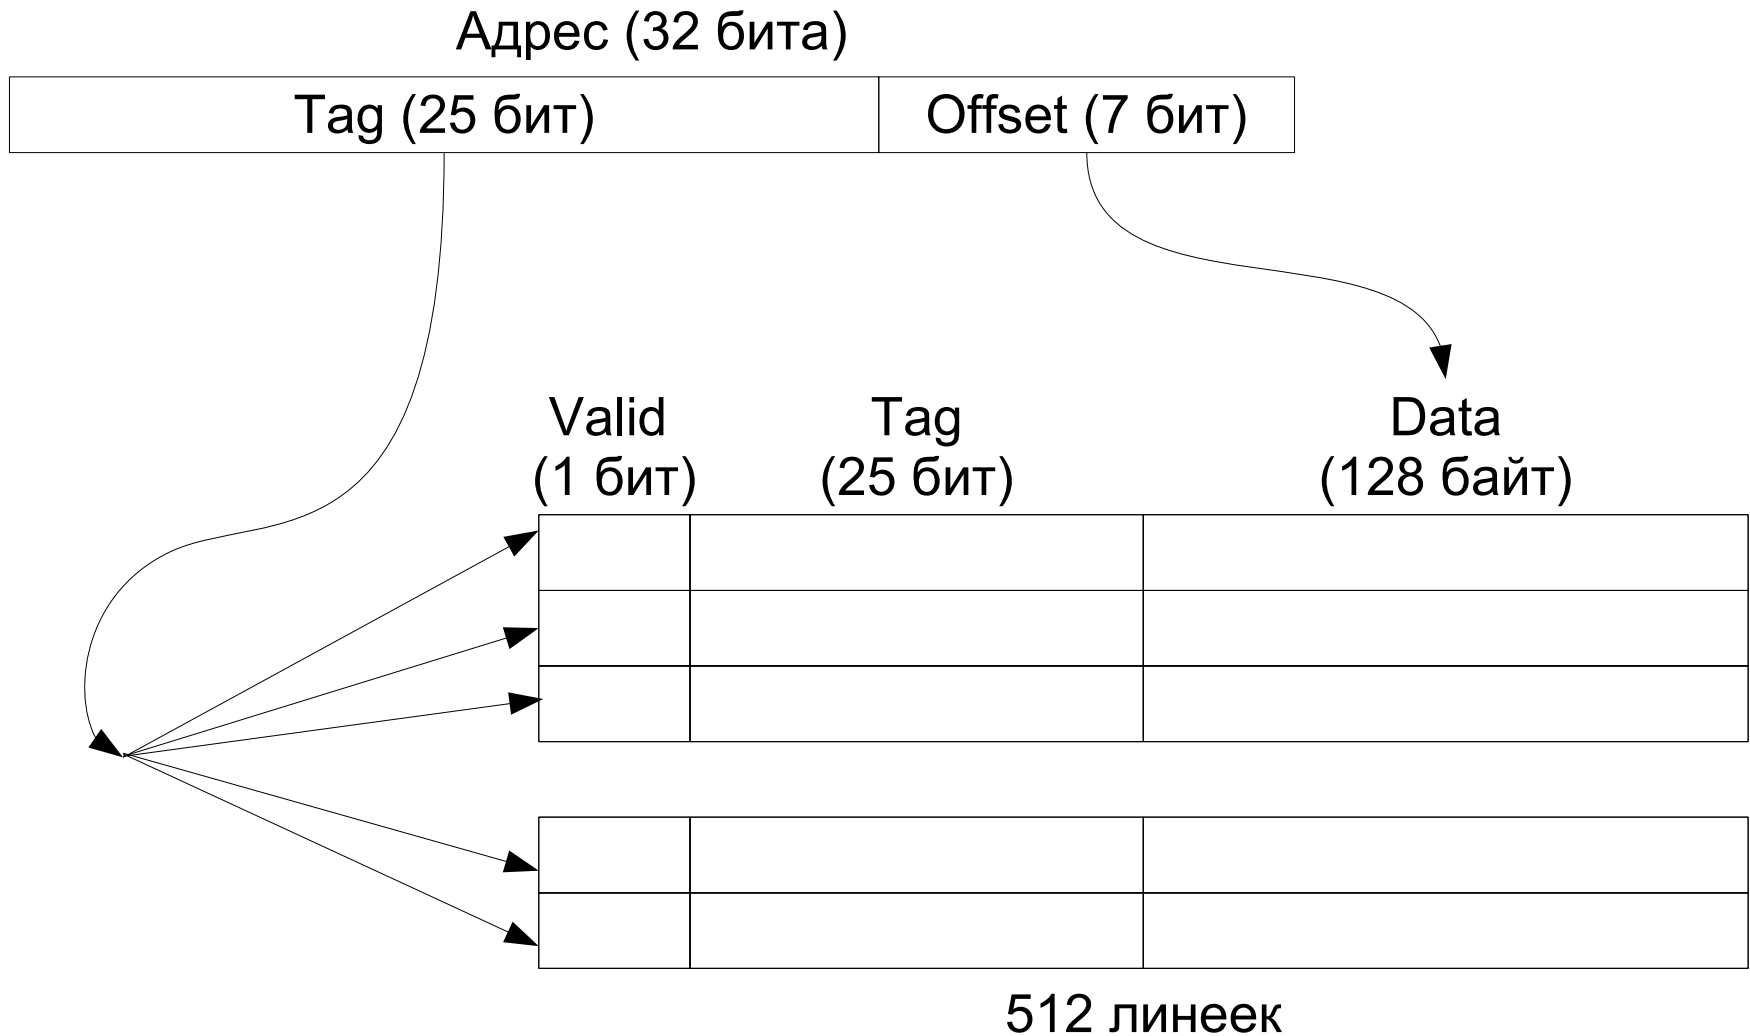 Адрес (32 бита)
Tag (25 бит) Offset (7 бит)
Valid Tag Data
(1 бит) (25 бит) (128 байт)
512 линеек